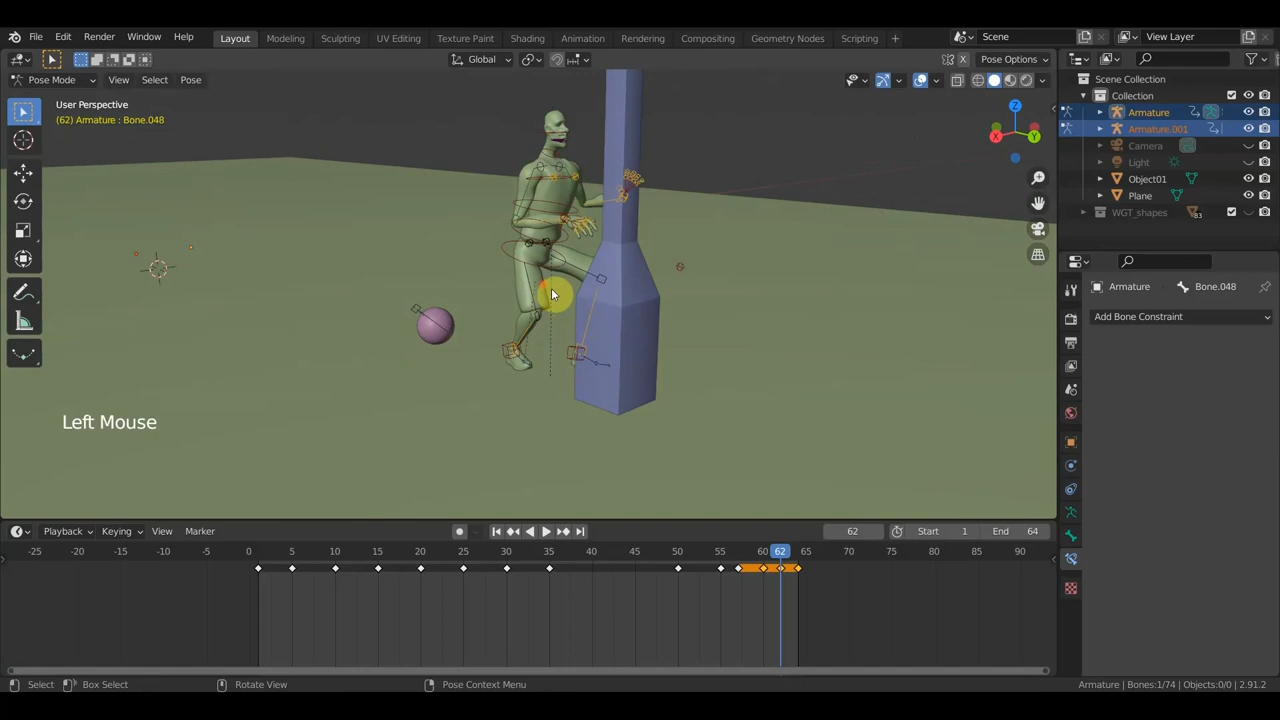 File Edit Render Window Help
Layout Modeling Sculpting UV Editing Texture Paint Shading Animation Rendering Compositing Geometry Nodes Scripting +
Scene
View Layer
Global
Pose Options
Pose Mode
View Select Pose
User Perspective
(62) Armature : Bone.048
X
Z
X
Y
Scene Collection
Collection
Armature
Armature.001
Camera
Light
Object01
Plane
WGT_shapes
83
Armature
Bone.048
Add Bone Constraint
Left Mouse
Playback Keying View Marker
62
Start 1
End 64
-25 -20 -15 -10 -5 0 5 10 15 20 25 30 35 40 45 50 55 60 62 65 70 75 80 85 90
Select Box Select Rotate View Pose Context Menu
Armature | Bones:1/74 | Objects:0/0 | 2.91.2